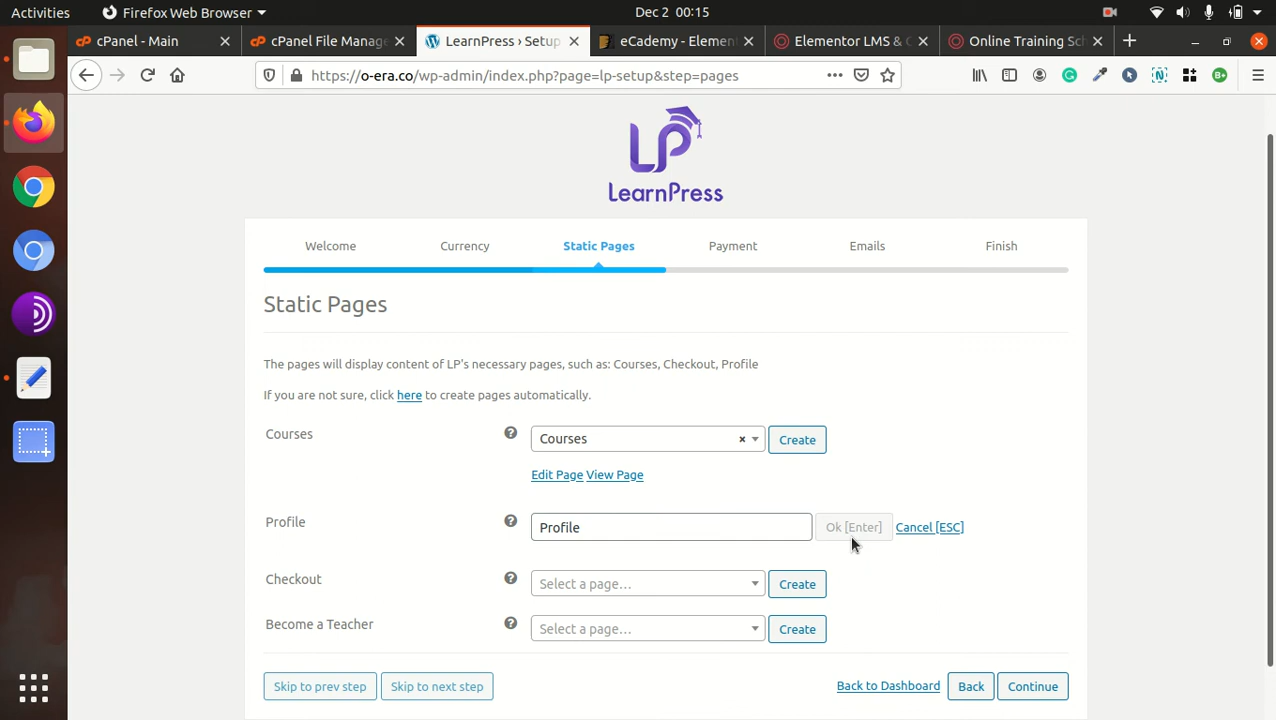 Activities Firefox Web Browser Dec 2 00:15
cPanel - Main cPanel File Manage LearnPress › Setup eCademy - Elemen Elementor LMS & C Online Training Sch
https://o-era.co/wp-admin/index.php?page=lp-setup&step=pages
LP
LearnPress
Welcome Currency Static Pages Payment Emails Finish
Static Pages
The pages will display content of LP's necessary pages, such as: Courses, Checkout, Profile
If you are not sure, click here to create pages automatically.
Courses Courses × Create
Edit Page View Page
Profile Profile Ok [Enter] Cancel [ESC]
Checkout Select a page... Create
Become a Teacher Select a page... Create
Skip to prev step Skip to next step Back to Dashboard Back Continue